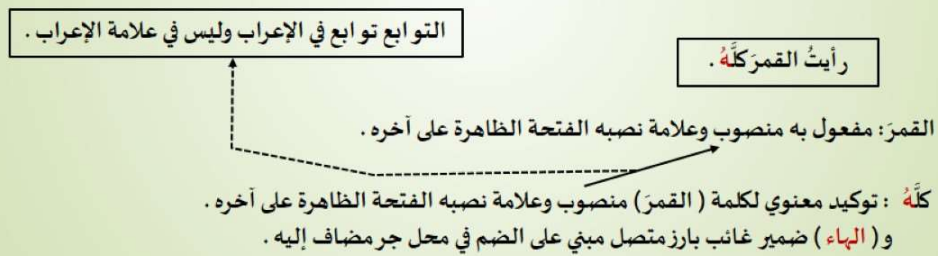 التوابع توابع في الإعراب وليس في علامة الإعراب .
رأيتُ القمرَ كلَّهُ .
القمرَ: مفعول به منصوب وعلامة نصبه الفتحة الظاهرة على آخره .
كلَّهُ : توكيد معنوي لكلمة ( القمرَ ) منصوب وعلامة نصبه الفتحة الظاهرة على آخره .
و ( الهاء ) ضمير غائب بارز متصل مبني على الضم في محل جر مضاف إليه .